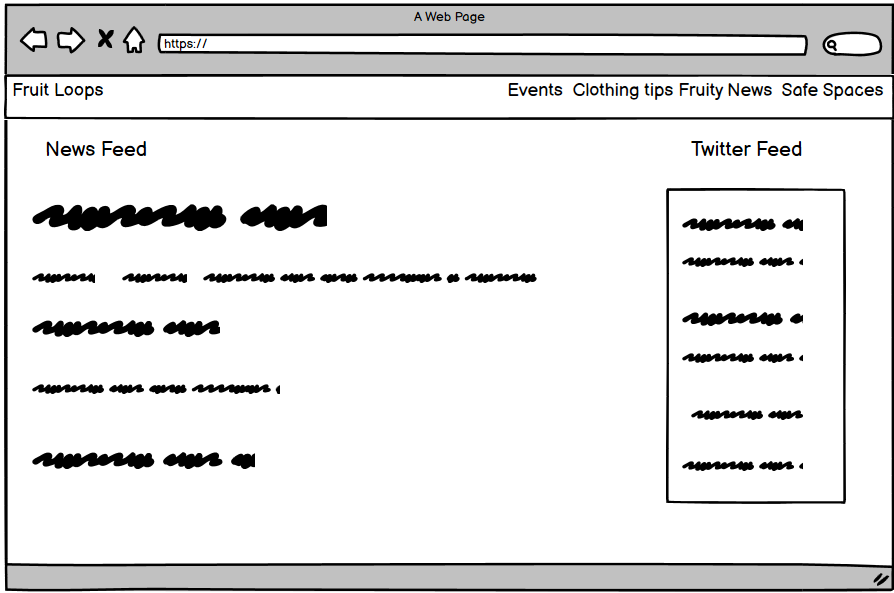 A Web Page
https://
Fruit Loops Events Clothing tips Fruity News Safe Spaces
News Feed
Twitter Feed